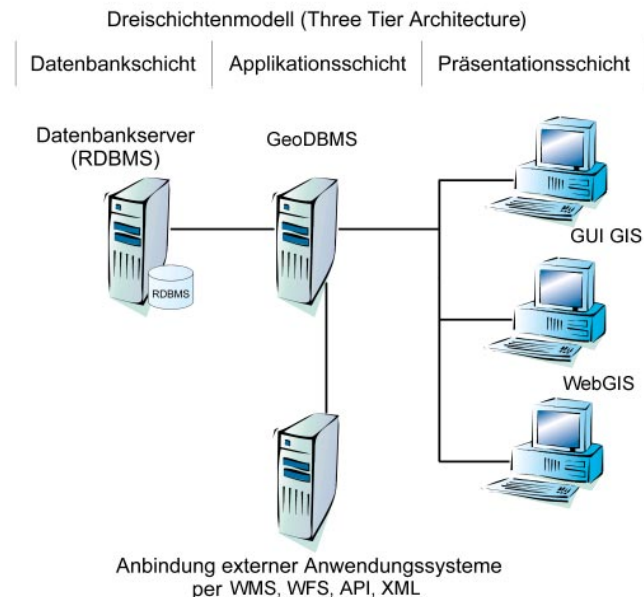 Dreischichtenmodell (Three Tier Architecture)
Datenbankschicht
Applikationsschicht
Präsentationsschicht
Datenbankserver
(RDBMS)
GeoDBMS
RDBMS
GUI GIS
WebGIS
Anbindung externer Anwendungssysteme
per WMS, WFS, API, XML